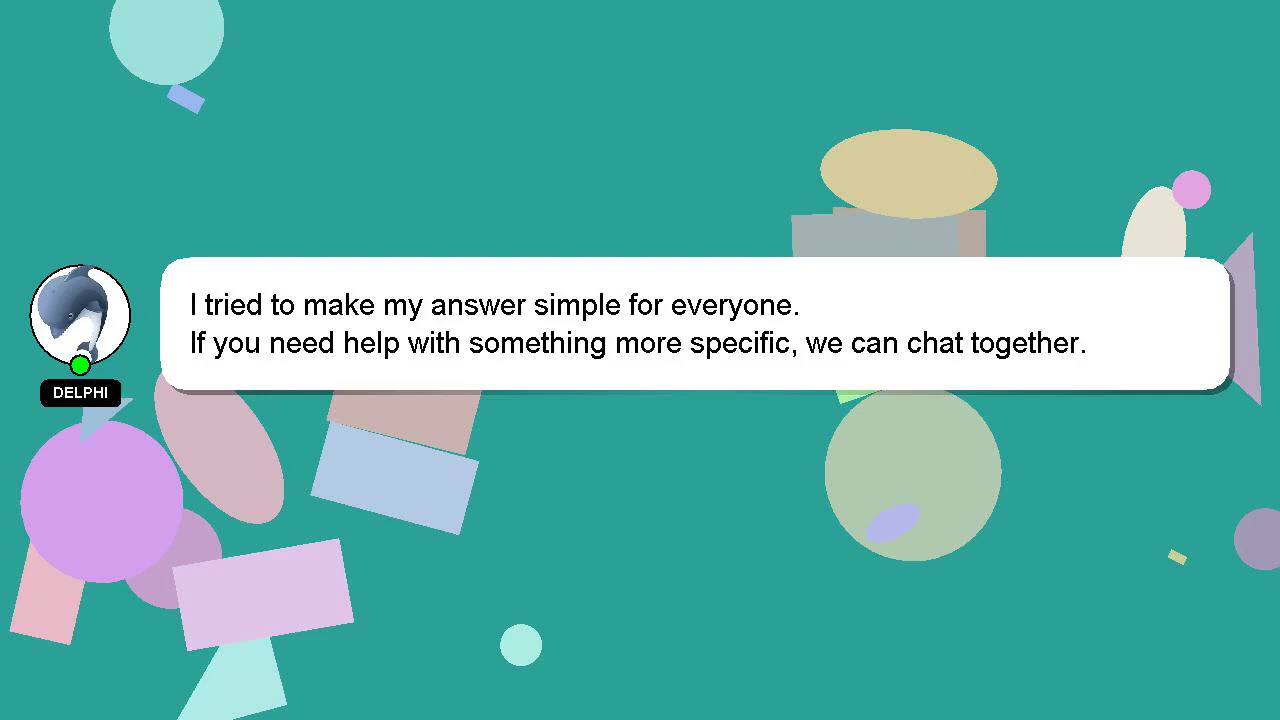 I tried to make my answer simple for everyone.
If you need help with something more specific, we can chat together.
DELPHI